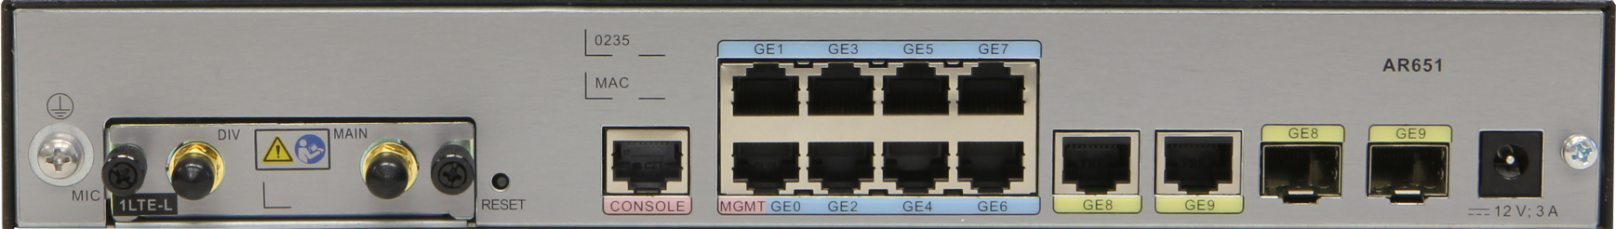 0235
MAC
GE1 GE3 GE5 GE7
AR651
DIV
MAIN
MIC
1LTE-L
RESET
CONSOLE
MGMT GE0 GE2 GE4 GE6
GE8
GE9
GE8
GE9
12 V; 3 A